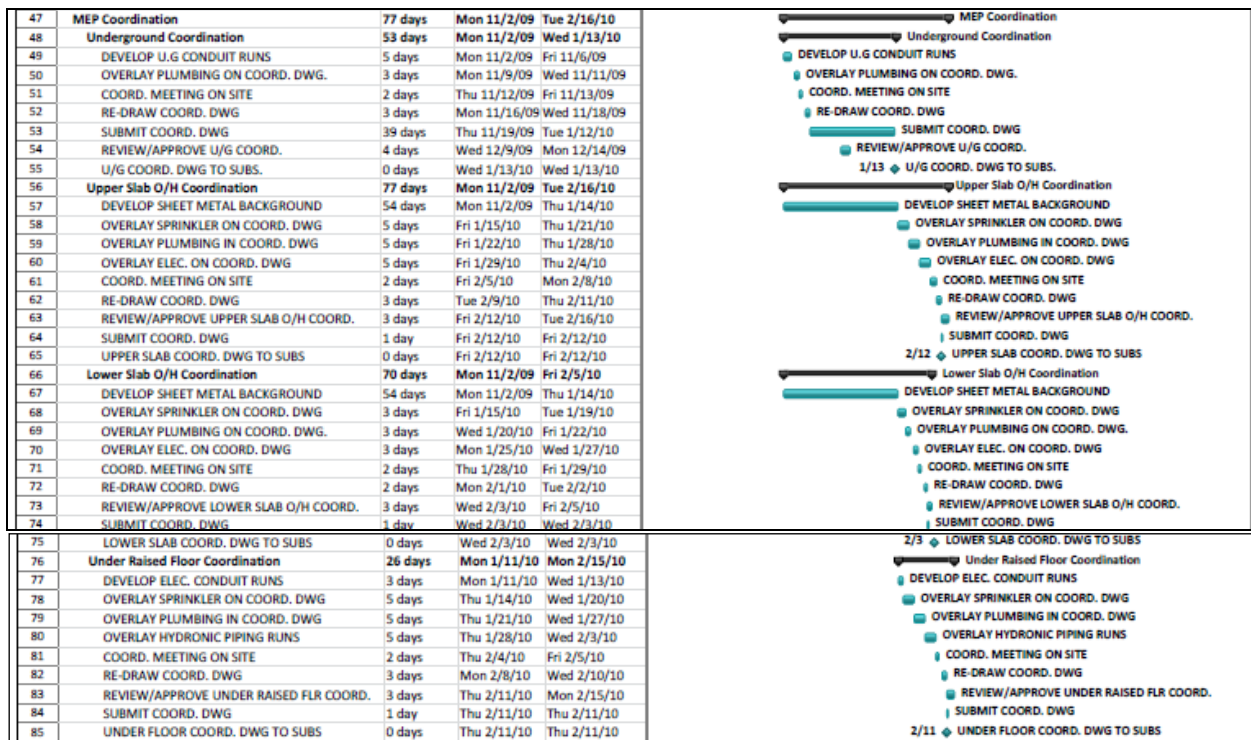 47 MEP Coordination 77 days Mon 11/2/09 Tue 2/16/10 MEP Coordination
48 Underground Coordination 53 days Mon 11/2/09 Wed 1/13/10 Underground Coordination
49 DEVELOP U.G CONDUIT RUNS 5 days Mon 11/2/09 Fri 11/6/09 DEVELOP U.G CONDUIT RUNS
50 OVERLAY PLUMBING ON COORD. DWG. 3 days Mon 11/9/09 Wed 11/11/09 OVERLAY PLUMBING ON COORD. DWG.
51 COORD. MEETING ON SITE 2 days Thu 11/12/09 Fri 11/13/09 COORD. MEETING ON SITE
52 RE-DRAW COORD. DWG 3 days Mon 11/16/09 Wed 11/18/09 RE-DRAW COORD. DWG
53 SUBMIT COORD. DWG 39 days Thu 11/19/09 Tue 1/12/10 SUBMIT COORD. DWG
54 REVIEW/APPROVE U/G COORD. 4 days Wed 12/9/09 Mon 12/14/09 REVIEW/APPROVE U/G COORD.
55 U/G COORD. DWG TO SUBS. 0 days Wed 1/13/10 Wed 1/13/10 1/13 U/G COORD. DWG TO SUBS.
56 Upper Slab O/H Coordination 77 days Mon 11/2/09 Tue 2/16/10 Upper Slab O/H Coordination
57 DEVELOP SHEET METAL BACKGROUND 54 days Mon 11/2/09 Thu 1/14/10 DEVELOP SHEET METAL BACKGROUND
58 OVERLAY SPRINKLER ON COORD. DWG 5 days Fri 1/15/10 Thu 1/21/10 OVERLAY SPRINKLER ON COORD. DWG
59 OVERLAY PLUMBING IN COORD. DWG 5 days Fri 1/22/10 Thu 1/28/10 OVERLAY PLUMBING IN COORD. DWG
60 OVERLAY ELEC. ON COORD. DWG 5 days Fri 1/29/10 Thu 2/4/10 OVERLAY ELEC. ON COORD. DWG
61 COORD. MEETING ON SITE 2 days Fri 2/5/10 Mon 2/8/10 COORD. MEETING ON SITE
62 RE-DRAW COORD. DWG 3 days Tue 2/9/10 Thu 2/11/10 RE-DRAW COORD. DWG
63 REVIEW/APPROVE UPPER SLAB O/H COORD. 3 days Fri 2/12/10 Tue 2/16/10 REVIEW/APPROVE UPPER SLAB O/H COORD.
64 SUBMIT COORD. DWG 1 day Fri 2/12/10 Fri 2/12/10 SUBMIT COORD. DWG
65 UPPER SLAB COORD. DWG TO SUBS 0 days Fri 2/12/10 Fri 2/12/10 2/12 UPPER SLAB COORD. DWG TO SUBS
66 Lower Slab O/H Coordination 70 days Mon 11/2/09 Fri 2/5/10 Lower Slab O/H Coordination
67 DEVELOP SHEET METAL BACKGROUND 54 days Mon 11/2/09 Thu 1/14/10 DEVELOP SHEET METAL BACKGROUND
68 OVERLAY SPRINKLER ON COORD. DWG 3 days Fri 1/15/10 Tue 1/19/10 OVERLAY SPRINKLER ON COORD. DWG
69 OVERLAY PLUMBING ON COORD. DWG. 3 days Wed 1/20/10 Fri 1/22/10 OVERLAY PLUMBING ON COORD. DWG.
70 OVERLAY ELEC. ON COORD. DWG 3 days Mon 1/25/10 Wed 1/27/10 OVERLAY ELEC. ON COORD. DWG
71 COORD. MEETING ON SITE 2 days Thu 1/28/10 Fri 1/29/10 COORD. MEETING ON SITE
72 RE-DRAW COORD. DWG 2 days Mon 2/1/10 Tue 2/2/10 RE-DRAW COORD. DWG
73 REVIEW/APPROVE LOWER SLAB O/H COORD. 3 days Wed 2/3/10 Fri 2/5/10 REVIEW/APPROVE LOWER SLAB O/H COORD.
74 SUBMIT COORD. DWG 1 day Wed 2/3/10 Wed 2/3/10 SUBMIT COORD. DWG
75 LOWER SLAB COORD. DWG TO SUBS 0 days Wed 2/3/10 Wed 2/3/10 2/3 LOWER SLAB COORD. DWG TO SUBS
76 Under Raised Floor Coordination 26 days Mon 1/11/10 Mon 2/15/10 Under Raised Floor Coordination
77 DEVELOP ELEC. CONDUIT RUNS 3 days Mon 1/11/10 Wed 1/13/10 DEVELOP ELEC. CONDUIT RUNS
78 OVERLAY SPRINKLER ON COORD. DWG 5 days Thu 1/14/10 Wed 1/20/10 OVERLAY SPRINKLER ON COORD. DWG
79 OVERLAY PLUMBING IN COORD. DWG 5 days Thu 1/21/10 Wed 1/27/10 OVERLAY PLUMBING IN COORD. DWG
80 OVERLAY HYDRONIC PIPING RUNS 5 days Thu 1/28/10 Wed 2/3/10 OVERLAY HYDRONIC PIPING RUNS
81 COORD. MEETING ON SITE 2 days Thu 2/4/10 Fri 2/5/10 COORD. MEETING ON SITE
82 RE-DRAW COORD. DWG 3 days Mon 2/8/10 Wed 2/10/10 RE-DRAW COORD. DWG
83 REVIEW/APPROVE UNDER RAISED FLR COORD. 3 days Thu 2/11/10 Mon 2/15/10 REVIEW/APPROVE UNDER RAISED FLR COORD.
84 SUBMIT COORD. DWG 1 day Thu 2/11/10 Thu 2/11/10 SUBMIT COORD. DWG
85 UNDER FLOOR COORD. DWG TO SUBS 0 days Thu 2/11/10 Thu 2/11/10 2/11 UNDER FLOOR COORD. DWG TO SUBS